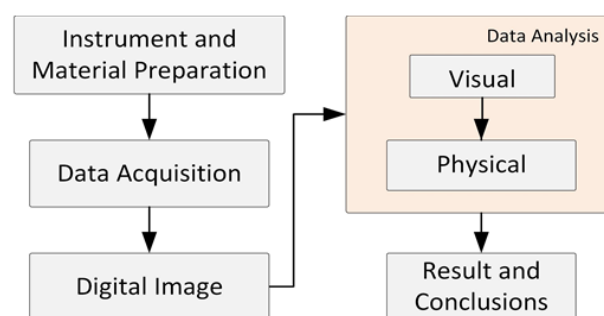 Instrument and
Material Preparation
Data Acquisition
Digital Image
Data Analysis
Visual
Physical
Result and
Conclusions